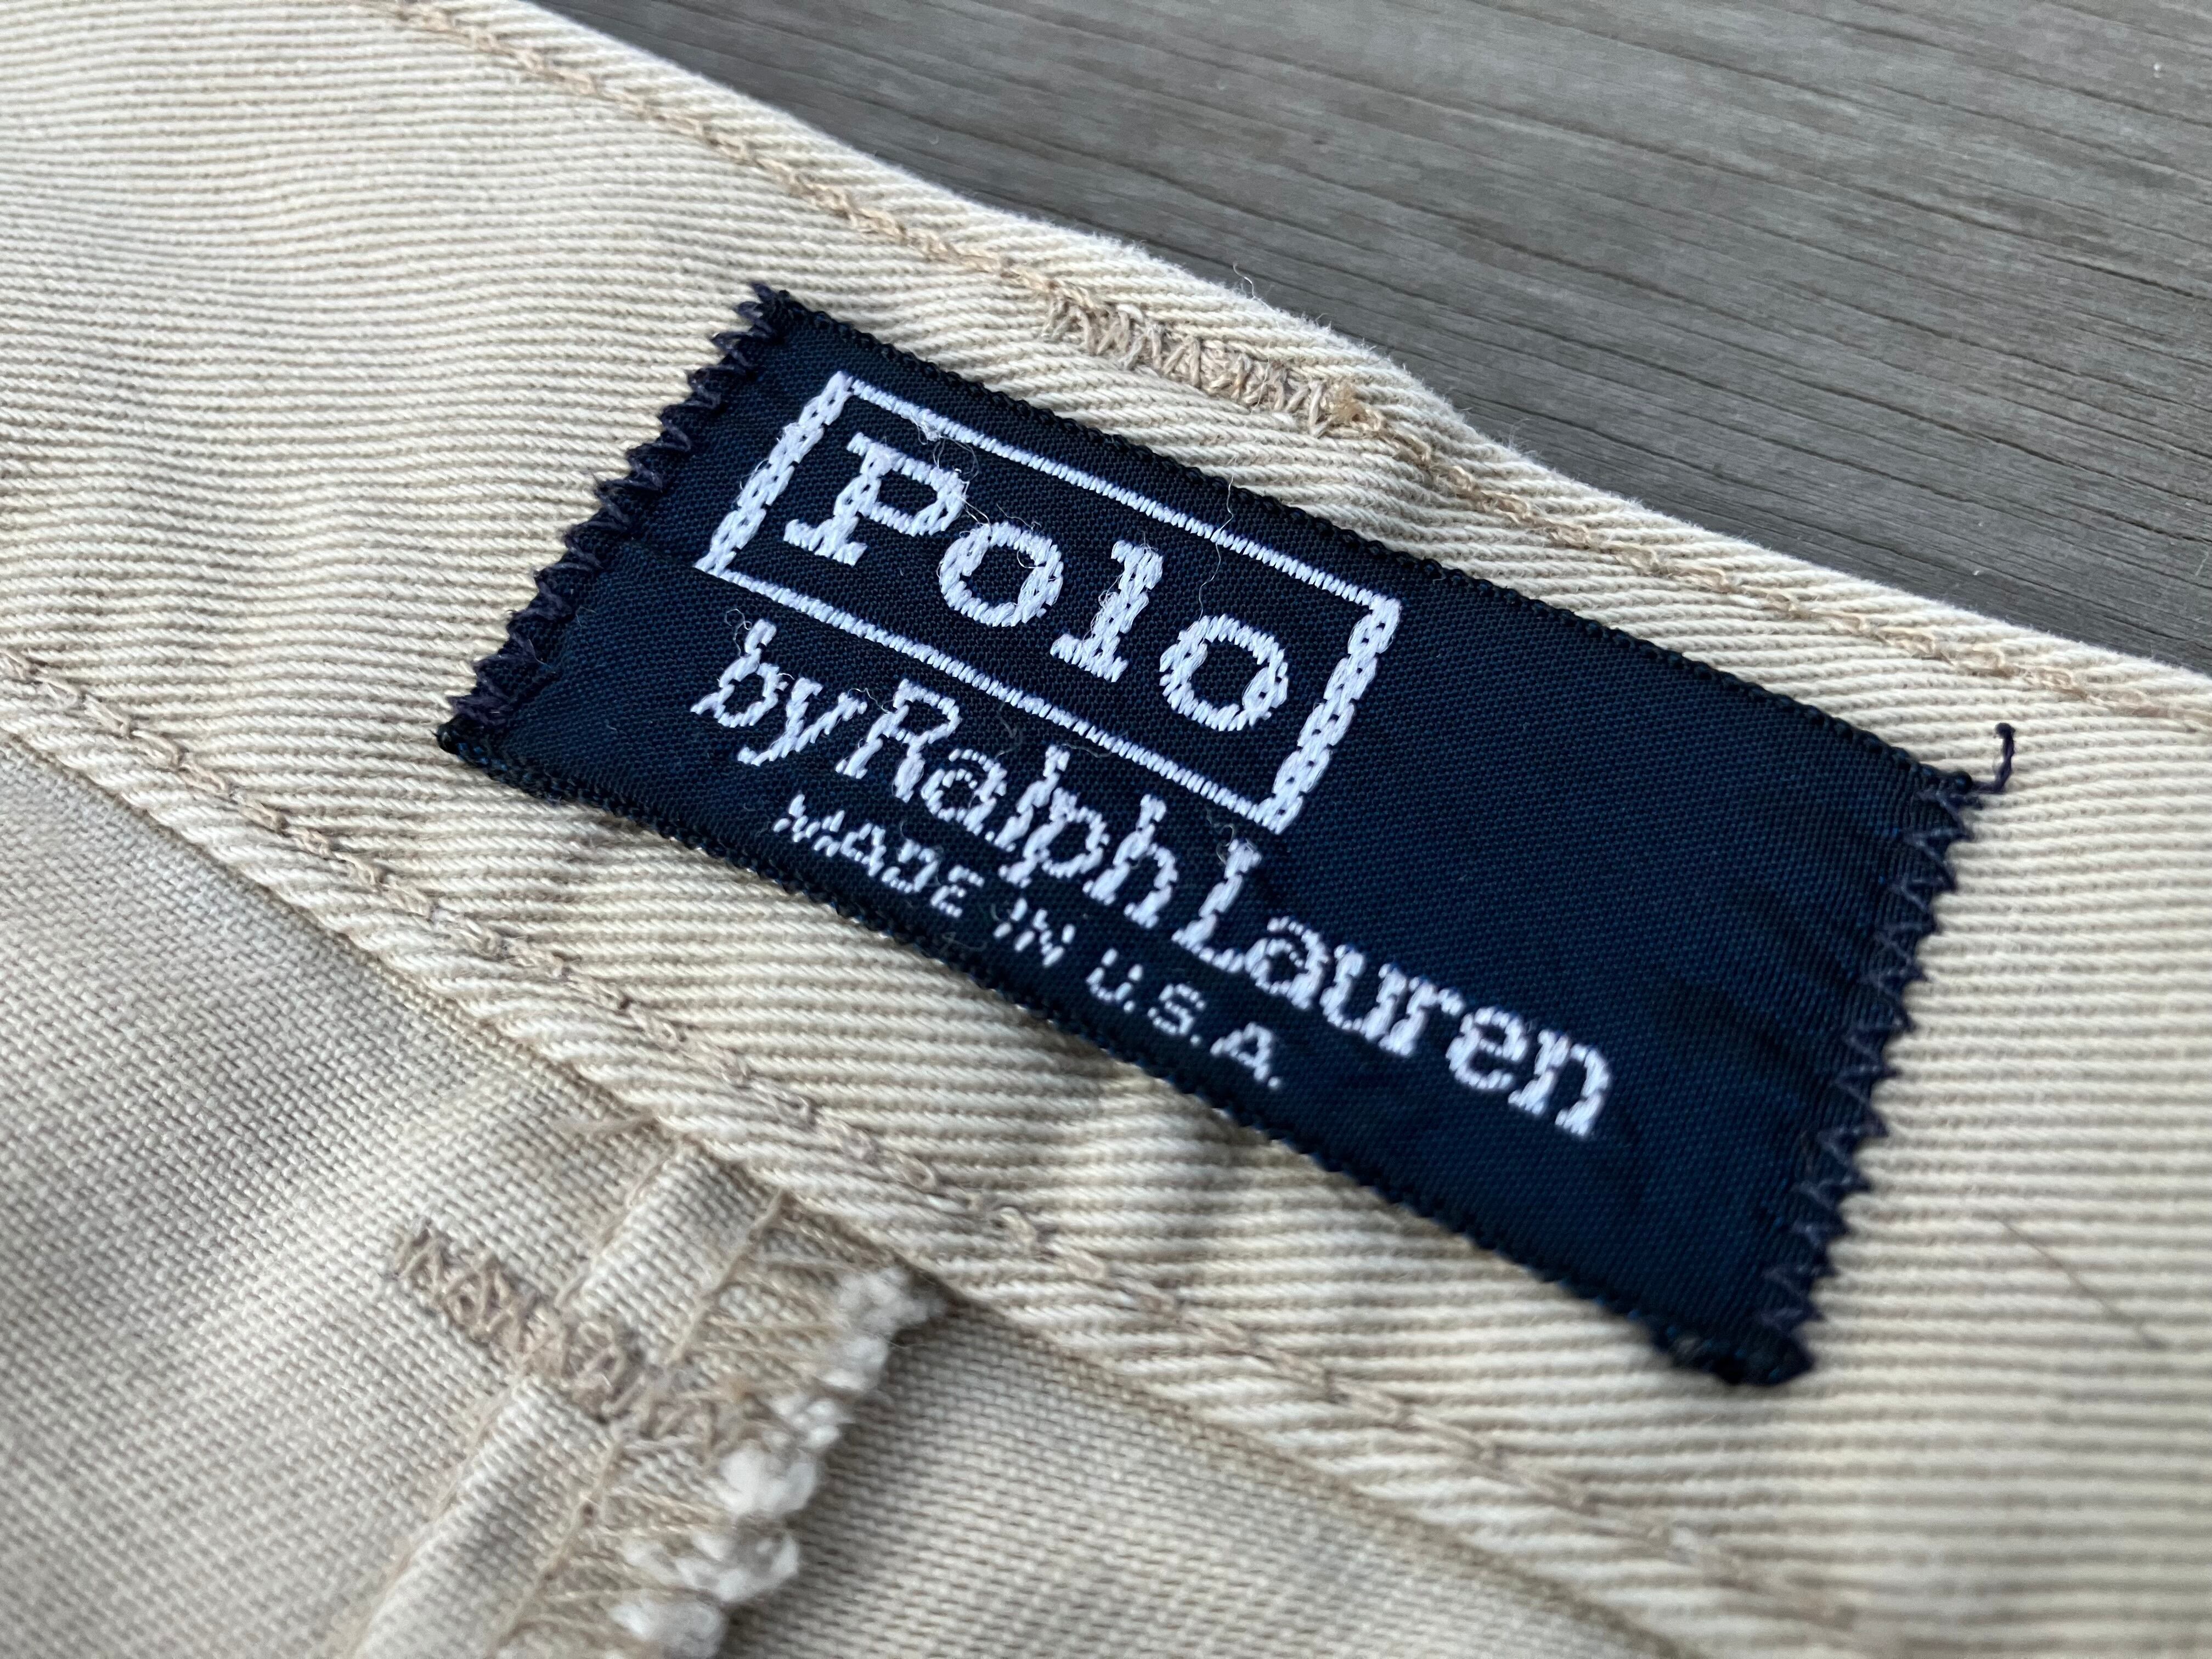 Polo
by Ralph Lauren
MADE IN U.S.A.